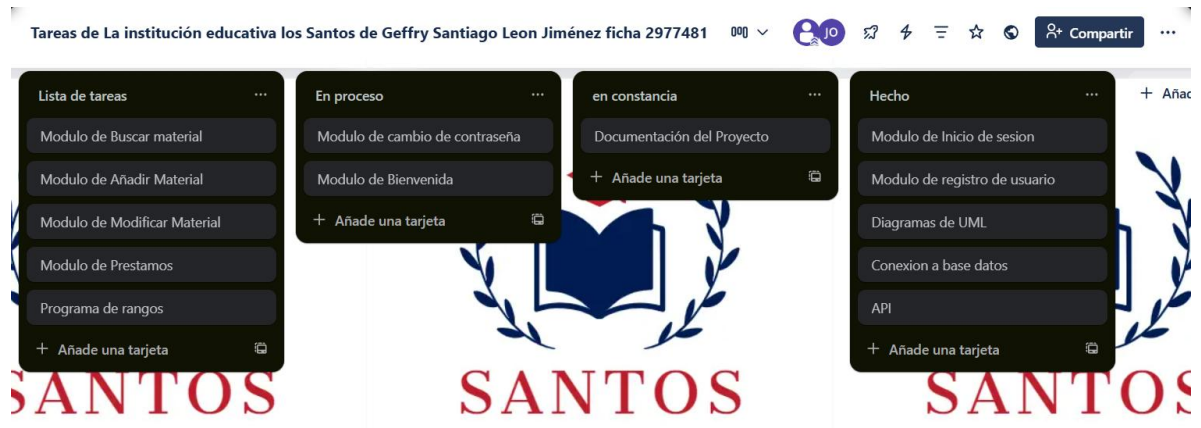 Tareas de La institución educativa los Santos de Geffry Santiago Leon Jiménez ficha 2977481
JO
Compartir
Lista de tareas
Modulo de Buscar material
Modulo de Añadir Material
Modulo de Modificar Material
Modulo de Prestamos
Programa de rangos
+ Añade una tarjeta
En proceso
Modulo de cambio de contraseña
Modulo de Bienvenida
+ Añade una tarjeta
en constancia
Documentación del Proyecto
+ Añade una tarjeta
Hecho
Modulo de Inicio de sesion
Modulo de registro de usuario
Diagramas de UML
Conexion a base datos
API
+ Añade una tarjeta
+ Añad
SANTOS
SANTOS
SANTOS